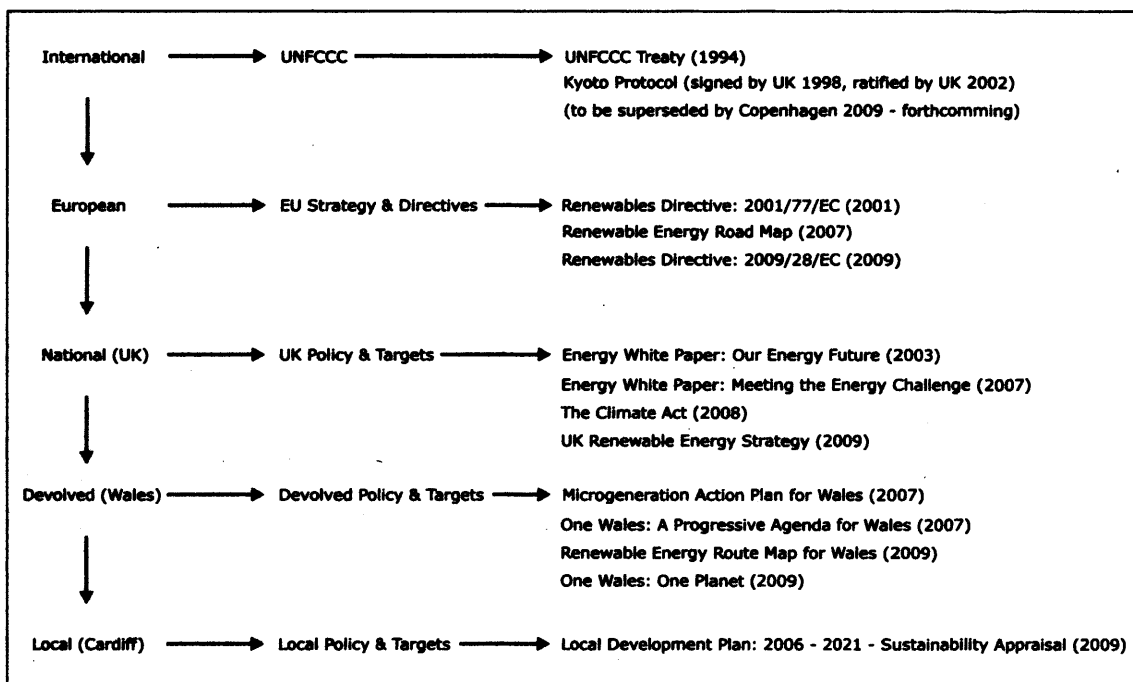 International UNFCCC UNFCCC Treaty (1994)
Kyoto Protocol (signed by UK 1998, ratified by UK 2002)
(to be superseded by Copenhagen 2009 - forthcomming)
European EU Strategy & Directives Renewables Directive: 2001/77/EC (2001)
Renewable Energy Road Map (2007)
Renewables Directive: 2009/28/EC (2009)
National (UK) UK Policy & Targets Energy White Paper: Our Energy Future (2003)
Energy White Paper: Meeting the Energy Challenge (2007)
The Climate Act (2008)
UK Renewable Energy Strategy (2009)
Devolved (Wales) Devolved Policy & Targets Microgeneration Action Plan for Wales (2007)
One Wales: A Progressive Agenda for Wales (2007)
Renewable Energy Route Map for Wales (2009)
One Wales: One Planet (2009)
Local (Cardiff) Local Policy & Targets Local Development Plan: 2006 - 2021 - Sustainability Appraisal (2009)